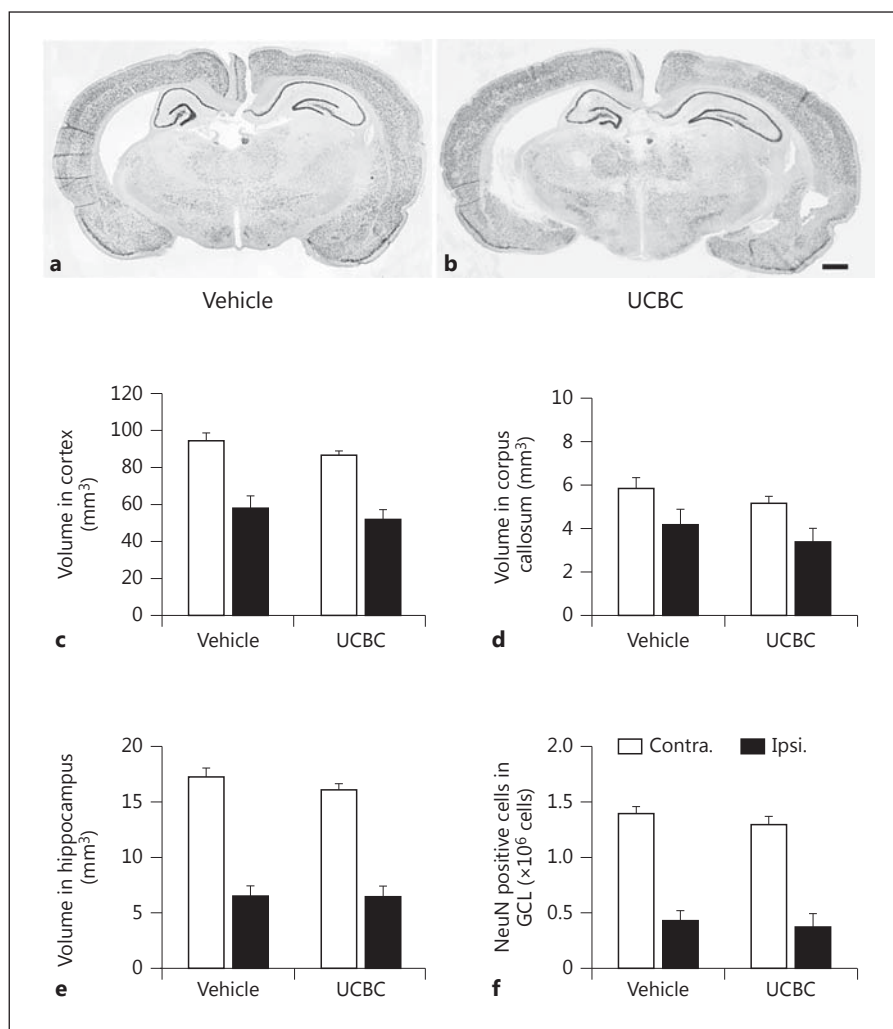 a
Vehicle
b
UCBC
Volume in cortex
(mm³)
120
100
80
60
40
20
0
Vehicle
UCBC
c
Volume in corpus
callosum (mm³)
10
8
6
4
2
0
Vehicle
UCBC
d
Volume in hippocampus
(mm³)
20
15
10
5
0
Vehicle
UCBC
e
NeuN positive cells in
GCL (×10⁶ cells)
2.0
1.5
1.0
0.5
0
Contra.
Ipsi.
Vehicle
UCBC
f